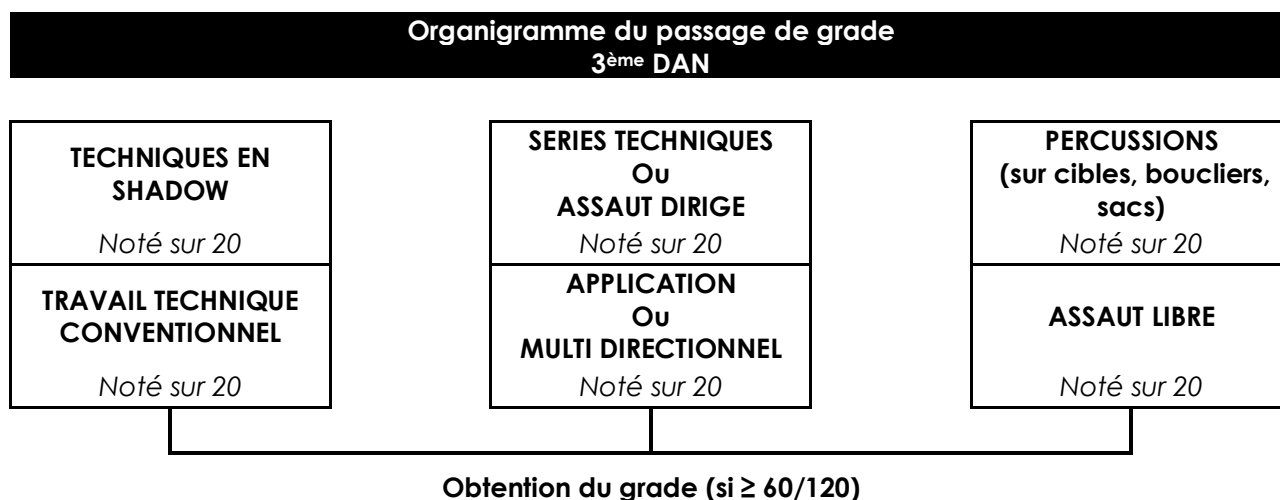 Organigramme du passage de grade
3ème DAN
TECHNIQUES EN
SHADOW
Noté sur 20
TRAVAIL TECHNIQUE
CONVENTIONNEL
Noté sur 20
SERIES TECHNIQUES
Ou
ASSAUT DIRIGE
Noté sur 20
APPLICATION
Ou
MULTI DIRECTIONNEL
Noté sur 20
PERCUSSIONS
(sur cibles, boucliers,
sacs)
Noté sur 20
ASSAUT LIBRE
Noté sur 20
Obtention du grade (si ≥ 60/120)